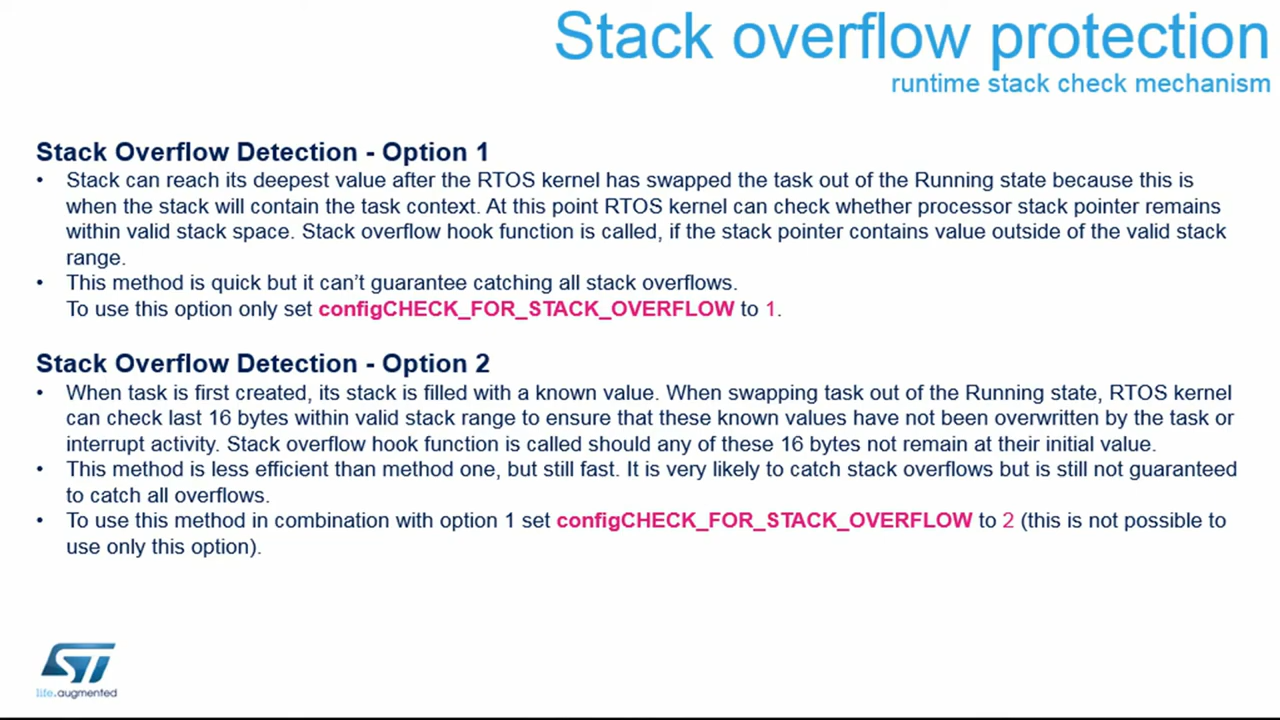 Stack overflow protection
runtime stack check mechanism
Stack Overflow Detection - Option 1
• Stack can reach its deepest value after the RTOS kernel has swapped the task out of the Running state because this is
when the stack will contain the task context. At this point RTOS kernel can check whether processor stack pointer remains
within valid stack space. Stack overflow hook function is called, if the stack pointer contains value outside of the valid stack
range.
• This method is quick but it can't guarantee catching all stack overflows.
To use this option only set configCHECK_FOR_STACK_OVERFLOW to 1.
Stack Overflow Detection - Option 2
• When task is first created, its stack is filled with a known value. When swapping task out of the Running state, RTOS kernel
can check last 16 bytes within valid stack range to ensure that these known values have not been overwritten by the task or
interrupt activity. Stack overflow hook function is called should any of these 16 bytes not remain at their initial value.
• This method is less efficient than method one, but still fast. It is very likely to catch stack overflows but is still not guaranteed
to catch all overflows.
• To use this method in combination with option 1 set configCHECK_FOR_STACK_OVERFLOW to 2 (this is not possible to
use only this option).
ST
life.augmented